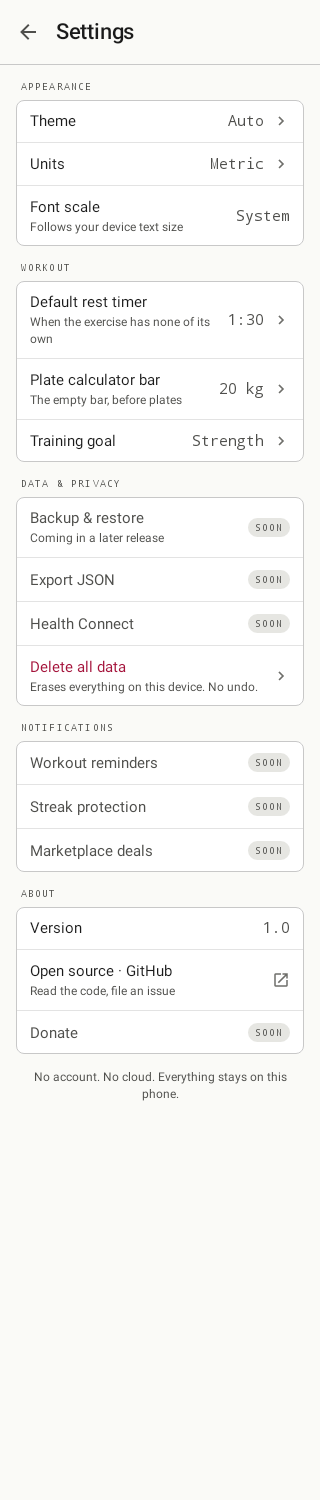 Settings
APPEARANCE
Theme
Auto
Units
Metric
Font scale
Follows your device text size
System
WORKOUT
Default rest timer
When the exercise has none of its
own
1:30
Plate calculator bar
The empty bar, before plates
20 kg
Training goal
Strength
DATA & PRIVACY
Backup & restore
Coming in a later release
SOON
Export JSON
SOON
Health Connect
SOON
Delete all data
Erases everything on this device. No undo.
NOTIFICATIONS
Workout reminders
SOON
Streak protection
SOON
Marketplace deals
SOON
ABOUT
Version
1.0
Open source · GitHub
Read the code, file an issue
Donate
SOON
No account. No cloud. Everything stays on this
phone.